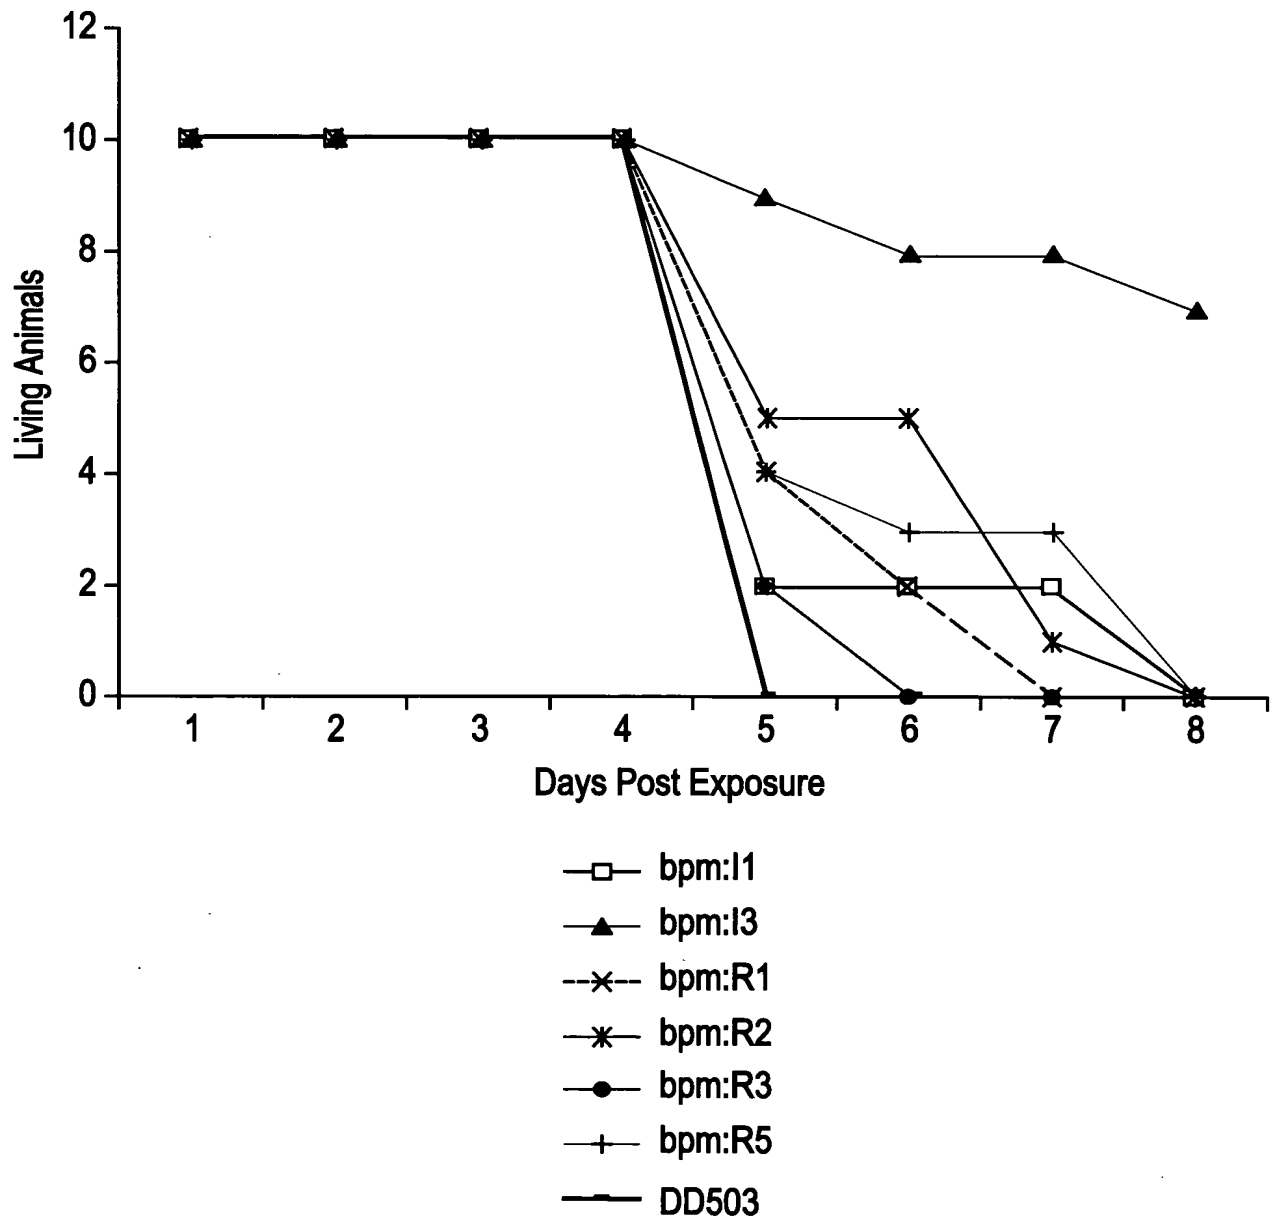 12
10
8
6
4
2
0
Living Animals
1 2 3 4 5 6 7 8
Days Post Exposure
bpm:I1
bpm:I3
bpm:R1
bpm:R2
bpm:R3
bpm:R5
DD503